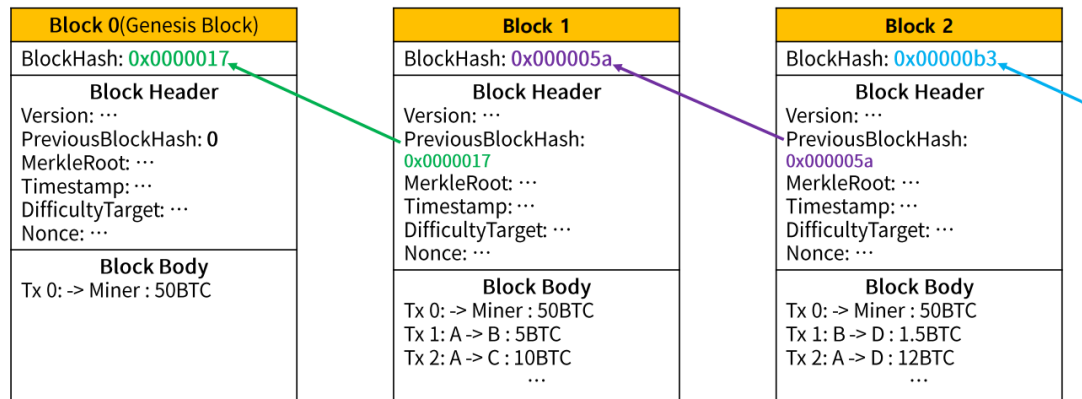 Block 0(Genesis Block)
BlockHash: 0x0000017
Block Header
Version: ⋯
PreviousBlockHash: 0
MerkleRoot: ⋯
Timestamp: ⋯
DifficultyTarget: ⋯
Nonce: ⋯
Block Body
Tx 0: -> Miner : 50BTC
Block 1
BlockHash: 0x000005a
Block Header
Version: ⋯
PreviousBlockHash:
0x0000017
MerkleRoot: ⋯
Timestamp: ⋯
DifficultyTarget: ⋯
Nonce: ⋯
Block Body
Tx 0: -> Miner : 50BTC
Tx 1: A -> B : 5BTC
Tx 2: A -> C : 10BTC
⋯
Block 2
BlockHash: 0x00000b3
Block Header
Version: ⋯
PreviousBlockHash:
0x000005a
MerkleRoot: ⋯
Timestamp: ⋯
DifficultyTarget: ⋯
Nonce: ⋯
Block Body
Tx 0: -> Miner : 50BTC
Tx 1: B -> D : 1.5BTC
Tx 2: A -> D : 12BTC
⋯